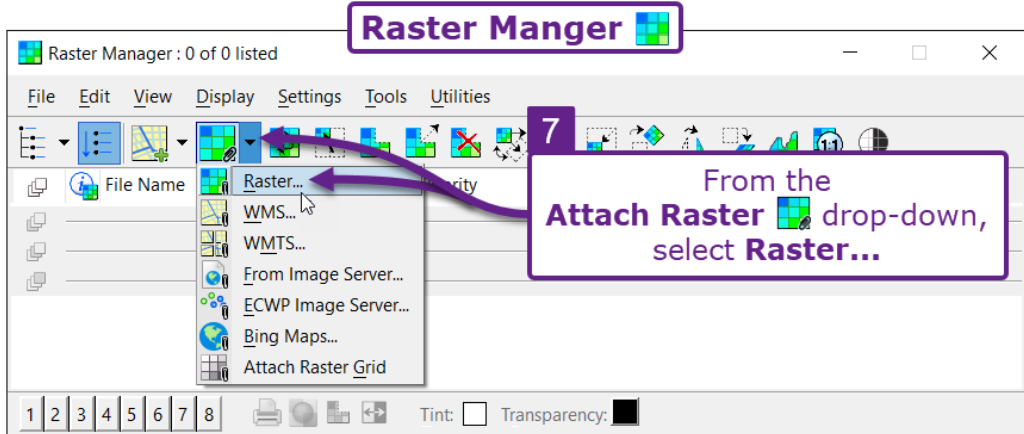 Raster Manger
Raster Manager : 0 of 0 listed
File Edit View Display Settings Tools Utilities
7
1:1
File Name
Raster...
WMS...
WMTS...
From Image Server...
ECWP Image Server...
Bing Maps...
Attach Raster Grid
From the
Attach Raster drop-down,
select Raster...
1 2 3 4 5 6 7 8 Tint: Transparency: